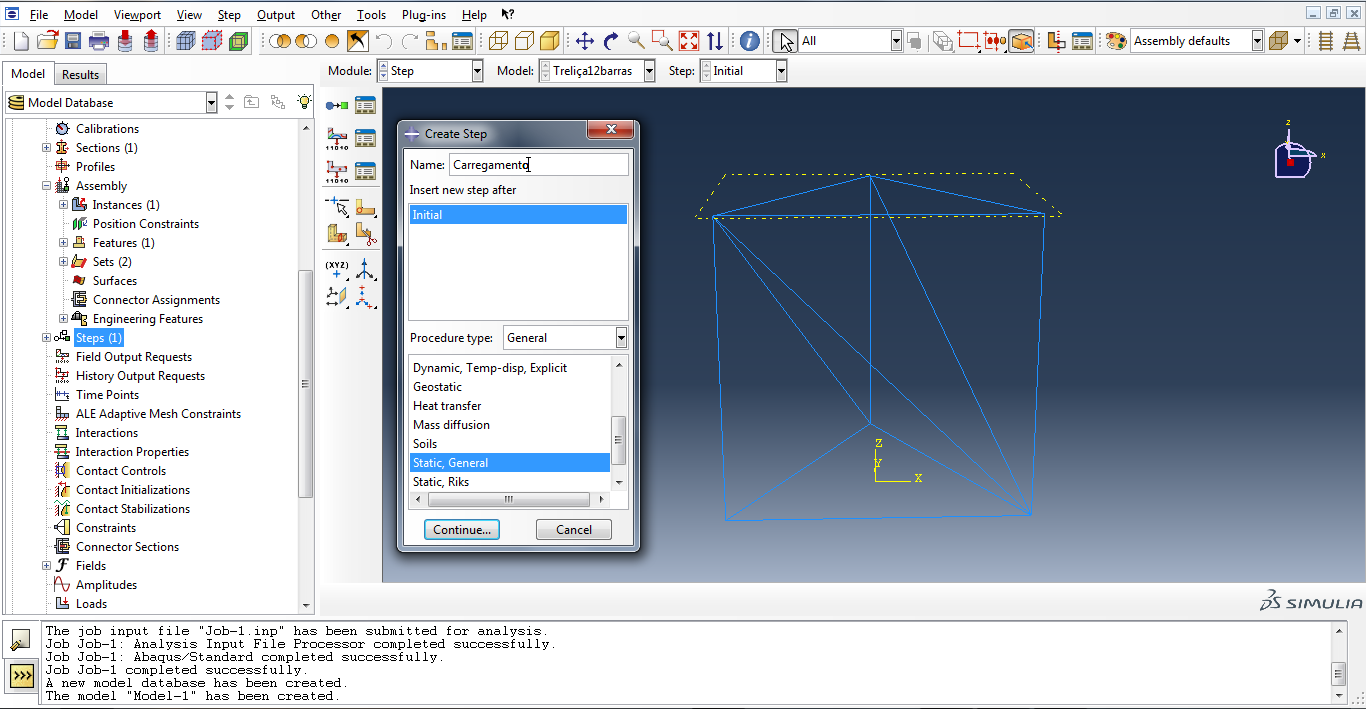 File Model Viewport View Step Output Other Tools Plug-ins Help
All Assembly defaults
Model Results Module: Step Model: Treliça12barras Step: Initial
Model Database
Calibrations
Sections (1)
Profiles
Assembly
Instances (1)
Position Constraints
Features (1)
Sets (2)
Surfaces
Connector Assignments
Engineering Features
Steps (1)
Field Output Requests
History Output Requests
Time Points
ALE Adaptive Mesh Constraints
Interactions
Interaction Properties
Contact Controls
Contact Initializations
Contact Stabilizations
Constraints
Connector Sections
Fields
Amplitudes
Loads
(XYZ)
Create Step
Name: Carregamento
Insert new step after
Initial
Procedure type: General
Dynamic, Temp-disp, Explicit
Geostatic
Heat transfer
Mass diffusion
Soils
Static, General
Static, Riks
Continue... Cancel
Z
X
Z
Y
X
SIMULIA
The job input file "Job-1.inp" has been submitted for analysis.
Job Job-1: Analysis Input File Processor completed successfully.
Job Job-1: Abaqus/Standard completed successfully.
Job Job-1 completed successfully.
A new model database has been created.
The model "Model-1" has been created.